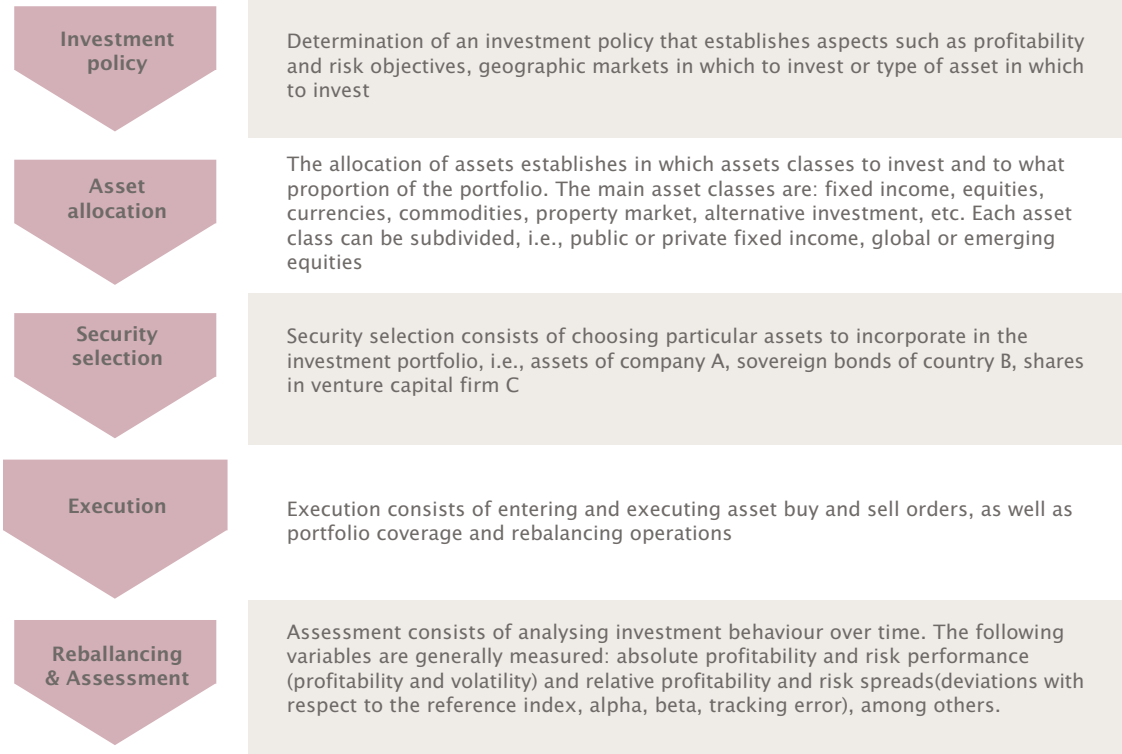 Investment
policy
Determination of an investment policy that establishes aspects such as profitability
and risk objectives, geographic markets in which to invest or type of asset in which
to invest
Asset
allocation
The allocation of assets establishes in which assets classes to invest and to what
proportion of the portfolio. The main asset classes are: fixed income, equities,
currencies, commodities, property market, alternative investment, etc. Each asset
class can be subdivided, i.e., public or private fixed income, global or emerging
equities
Security
selection
Security selection consists of choosing particular assets to incorporate in the
investment portfolio, i.e., assets of company A, sovereign bonds of country B, shares
in venture capital firm C
Execution
Execution consists of entering and executing asset buy and sell orders, as well as
portfolio coverage and rebalancing operations
Reballancing
& Assessment
Assessment consists of analysing investment behaviour over time. The following
variables are generally measured: absolute profitability and risk performance
(profitability and volatility) and relative profitability and risk spreads(deviations with
respect to the reference index, alpha, beta, tracking error), among others.